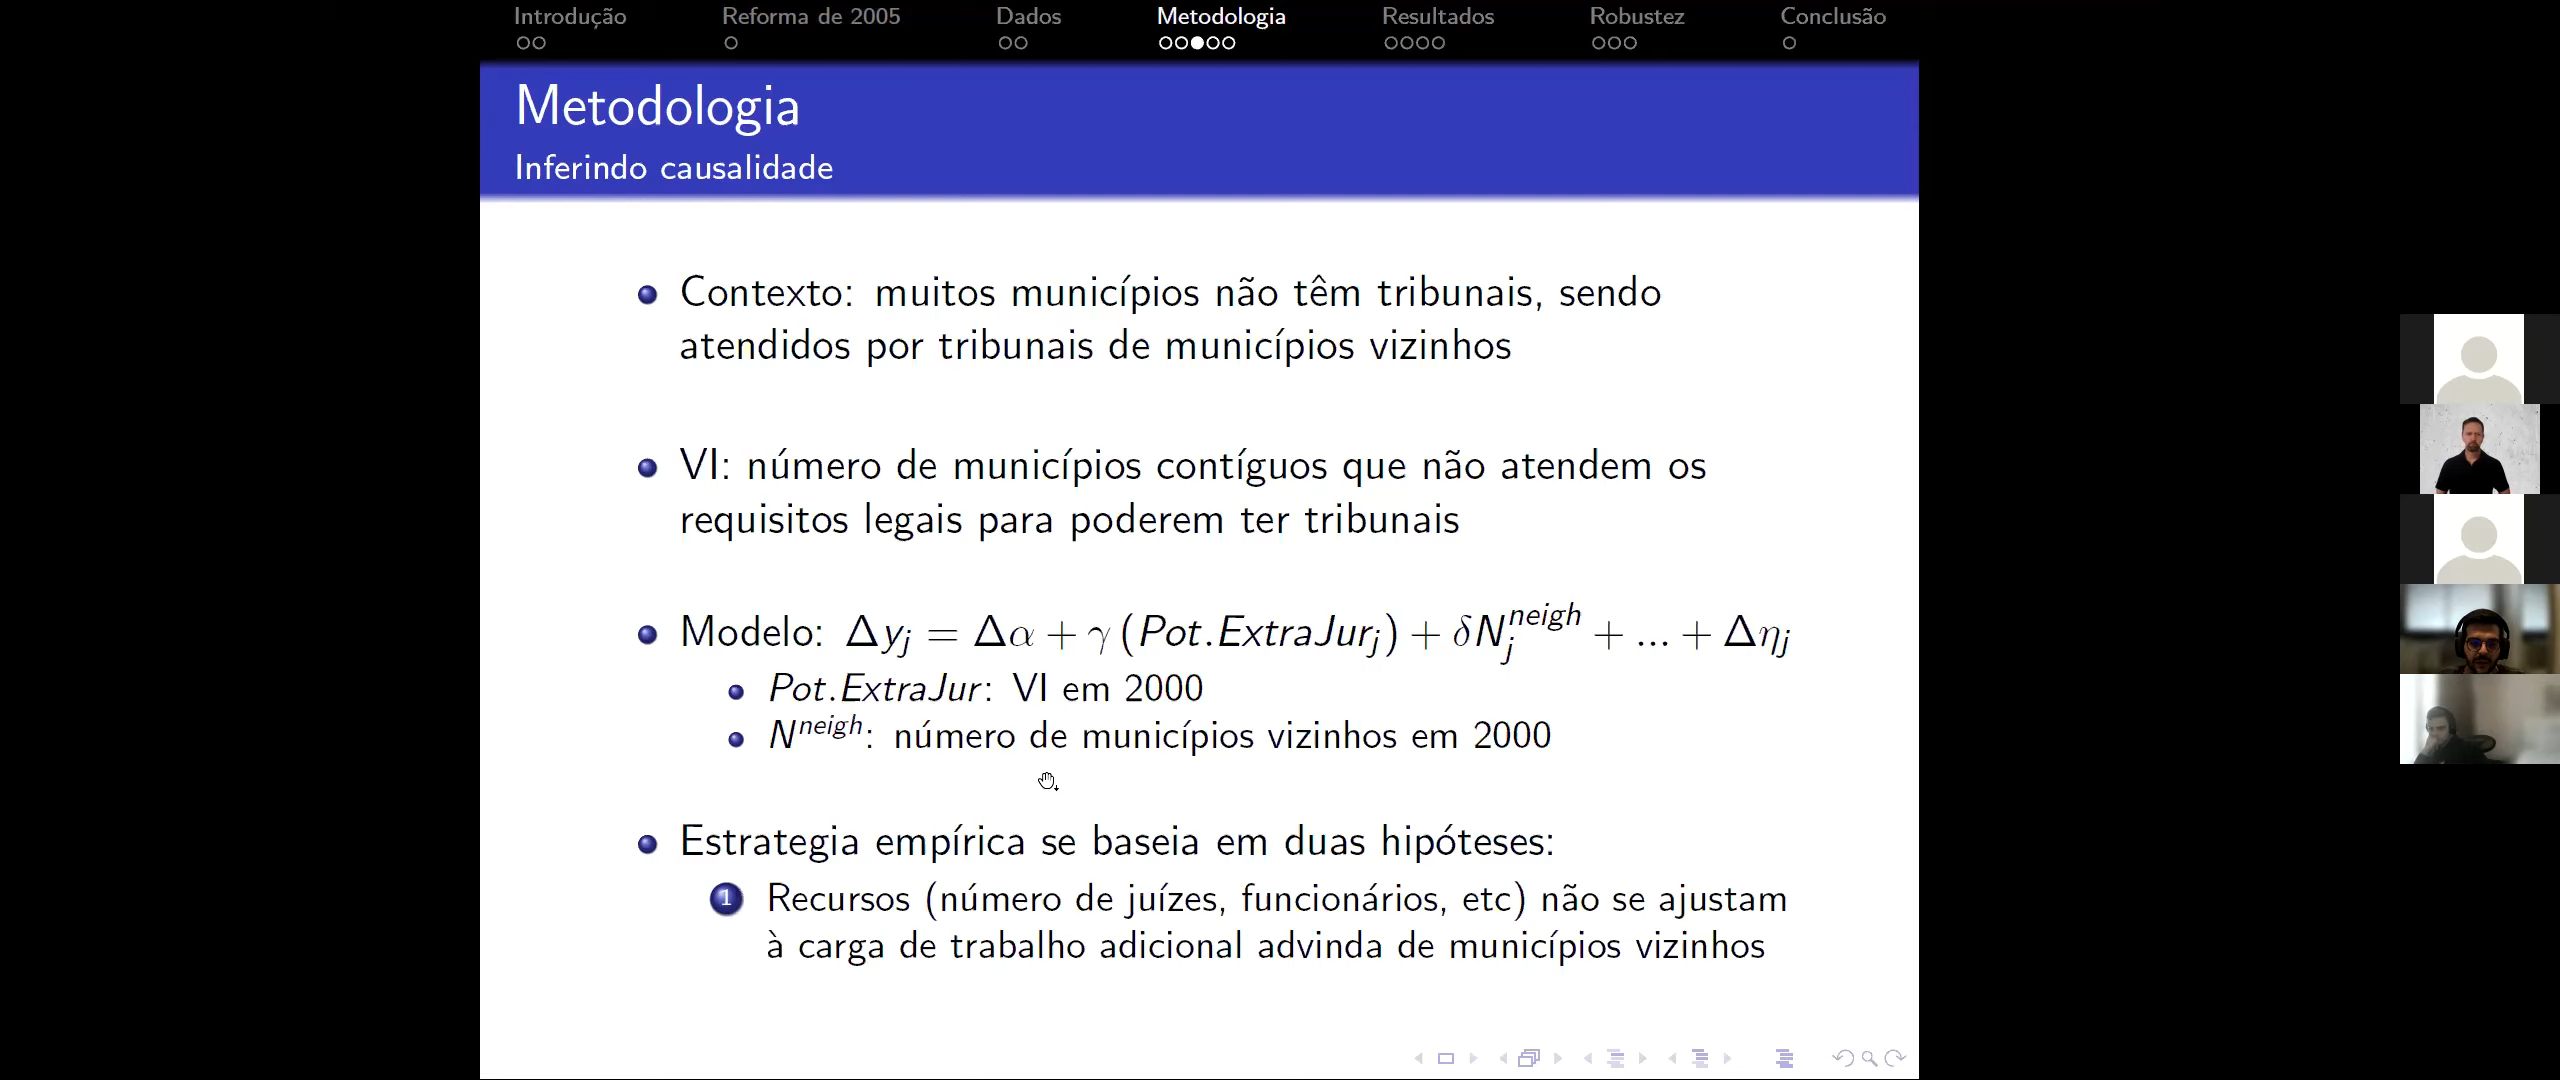 Introdução Reforma de 2005 Dados Metodologia Resultados Robustez Conclusão
Metodologia
Inferindo causalidade
Contexto: muitos municípios não têm tribunais, sendo
atendidos por tribunais de municípios vizinhos
VI: número de municípios contíguos que não atendem os
requisitos legais para poderem ter tribunais
Modelo: Δy_j = Δα + γ (Pot.ExtraJur_j) + δN_j^neigh + ... + Δη_j
Pot.ExtraJur: VI em 2000
N^neigh: número de municípios vizinhos em 2000
Estrategia empírica se baseia em duas hipóteses:
1 Recursos (número de juízes, funcionários, etc) não se ajustam
à carga de trabalho adicional advinda de municípios vizinhos